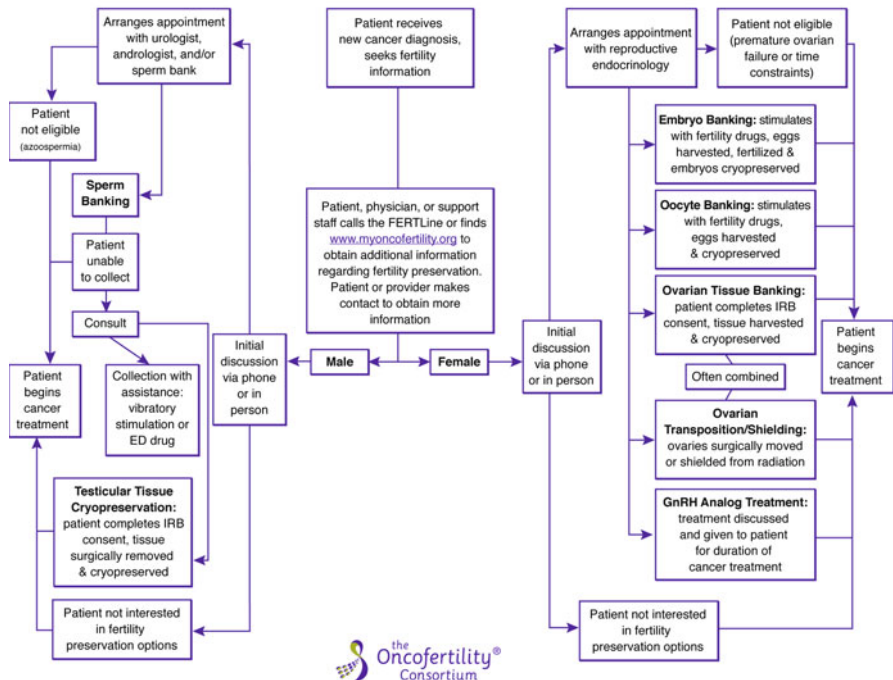 Arranges appointment
with urologist,
andrologist, and/or
sperm bank
Patient
not eligible
(azoospermia)
Sperm
Banking
Patient
unable
to collect
Consult
Patient
begins
cancer
treatment
Collection with
assistance:
vibratory
stimulation or
ED drug
Testicular Tissue
Cryopreservation:
patient completes IRB
consent, tissue
surgically removed
& cryopreserved
Patient not interested
in fertility
preservation options
Initial
discussion
via phone
or in
person
Patient receives
new cancer diagnosis,
seeks fertility
information
Patient, physician, or support
staff calls the FERTLine or finds
www.myoncofertility.org to
obtain additional information
regarding fertility preservation.
Patient or provider makes
contact to obtain more
information
Male
Female
Initial
discussion
via phone
or in person
Arranges appointment
with reproductive
endocrinology
Patient not eligible
(premature ovarian
failure or time
constraints)
Embryo Banking: stimulates
with fertility drugs, eggs
harvested, fertilized &
embryos cryopreserved
Oocyte Banking: stimulates
with fertility drugs,
eggs harvested
& cryopreserved
Ovarian Tissue Banking:
patient completes IRB
consent, tissue harvested
& cryopreserved
Often combined
Ovarian
Transposition/Shielding:
ovaries surgically moved
or shielded from radiation
GnRH Analog Treatment:
treatment discussed
and given to patient
for duration of
cancer treatment
Patient
begins
cancer
treatment
Patient not interested
in fertility
preservation options
the
Oncofertility®
Consortium